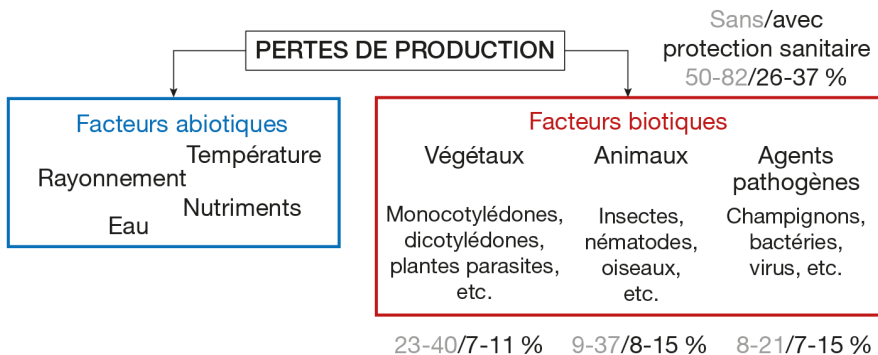 Sans/avec
protection sanitaire
50-82/26-37 %
PERTES DE PRODUCTION
Facteurs abiotiques
Température
Rayonnement
Nutriments
Eau
Facteurs biotiques
Végétaux
Monocotylédones,
dicotylédones,
plantes parasites,
etc.
23-40/7-11 %
Animaux
Insectes,
nématodes,
oiseaux,
etc.
9-37/8-15 %
Agents
pathogènes
Champignons,
bactéries,
virus, etc.
8-21/7-15 %